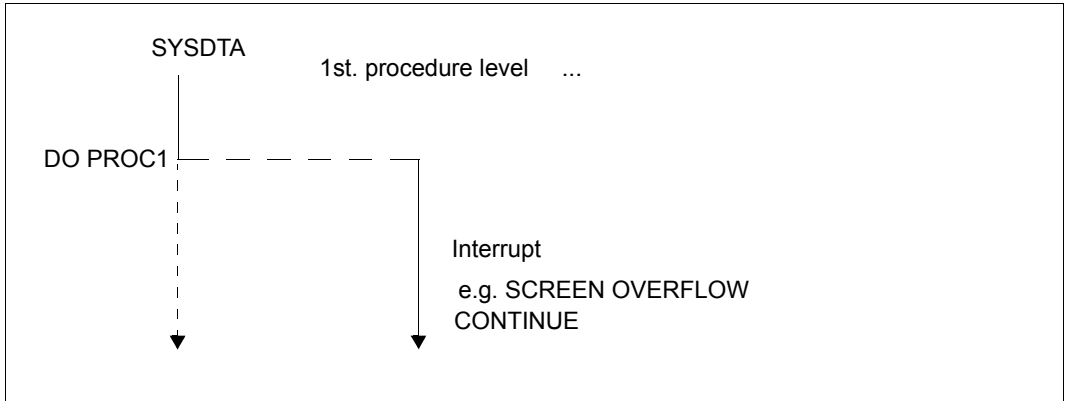 SYSDTA
1st. procedure level ...
DO PROC1
Interrupt
e.g. SCREEN OVERFLOW
CONTINUE